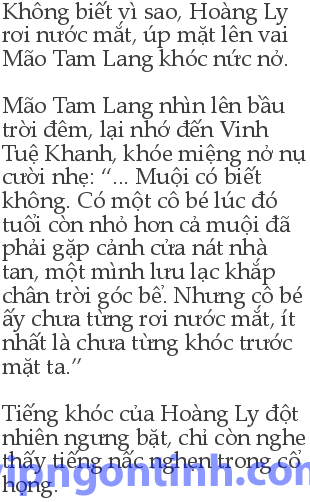 Không biết vì sao, Hoàng Ly
rơi nước mắt, úp mặt lên vai
Mão Tam Lang khóc nức nở.
Mão Tam Lang nhìn lên bầu
trời đêm, lại nhớ đến Vinh
Tuệ Khanh, khóe miệng nở nụ
cười nhẹ: “... Muội có biết
không. Có một cô bé lúc đó
tuổi còn nhỏ hơn cả muội đã
phải gặp cảnh cửa nát nhà
tan, một mình lưu lạc khắp
chân trời góc bể. Nhưng cô bé
ấy chưa từng rơi nước mắt, ít
nhất là chưa từng khóc trước
mặt ta.”
Tiếng khóc của Hoàng Ly đột
nhiên ngưng bặt, chỉ còn nghe
thấy tiếng nấc nghẹn trong cổ
họng.
vipngontinh.com